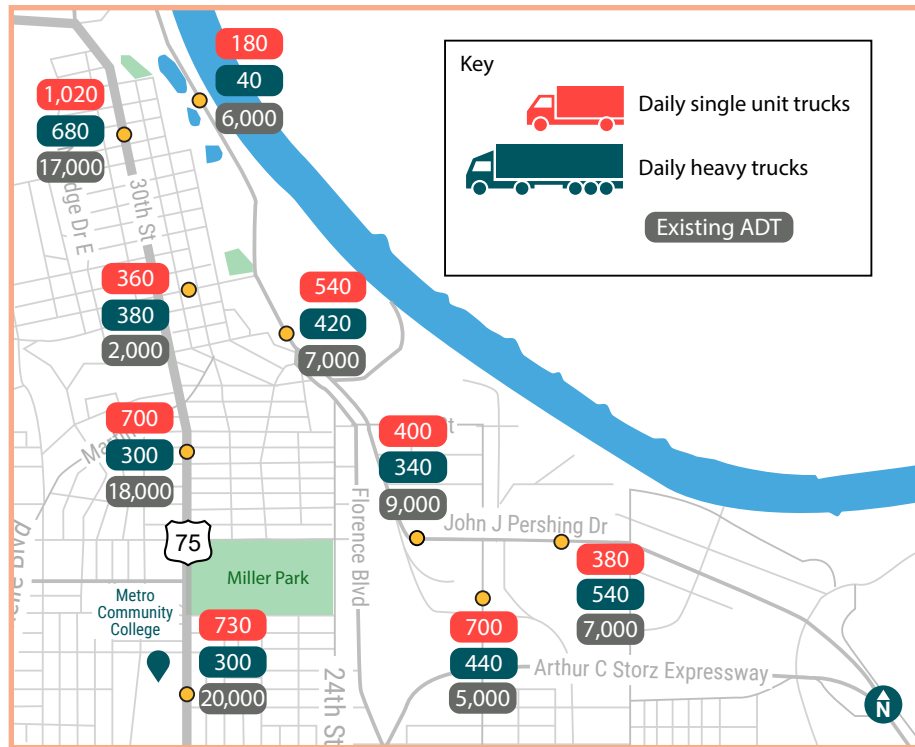 180
40
6,000
1,020
680
17,000
Key
Daily single unit trucks
Daily heavy trucks
Existing ADT
30th St
dge Dr E
360
380
2,000
540
420
7,000
700
300
18,000
400
340
9,000
75
Florence Blvd
John J Pershing Dr
Miller Park
380
540
7,000
Metro
Community
College
730
300
20,000
24th St
700
440
5,000
Arthur C Storz Expressway
N